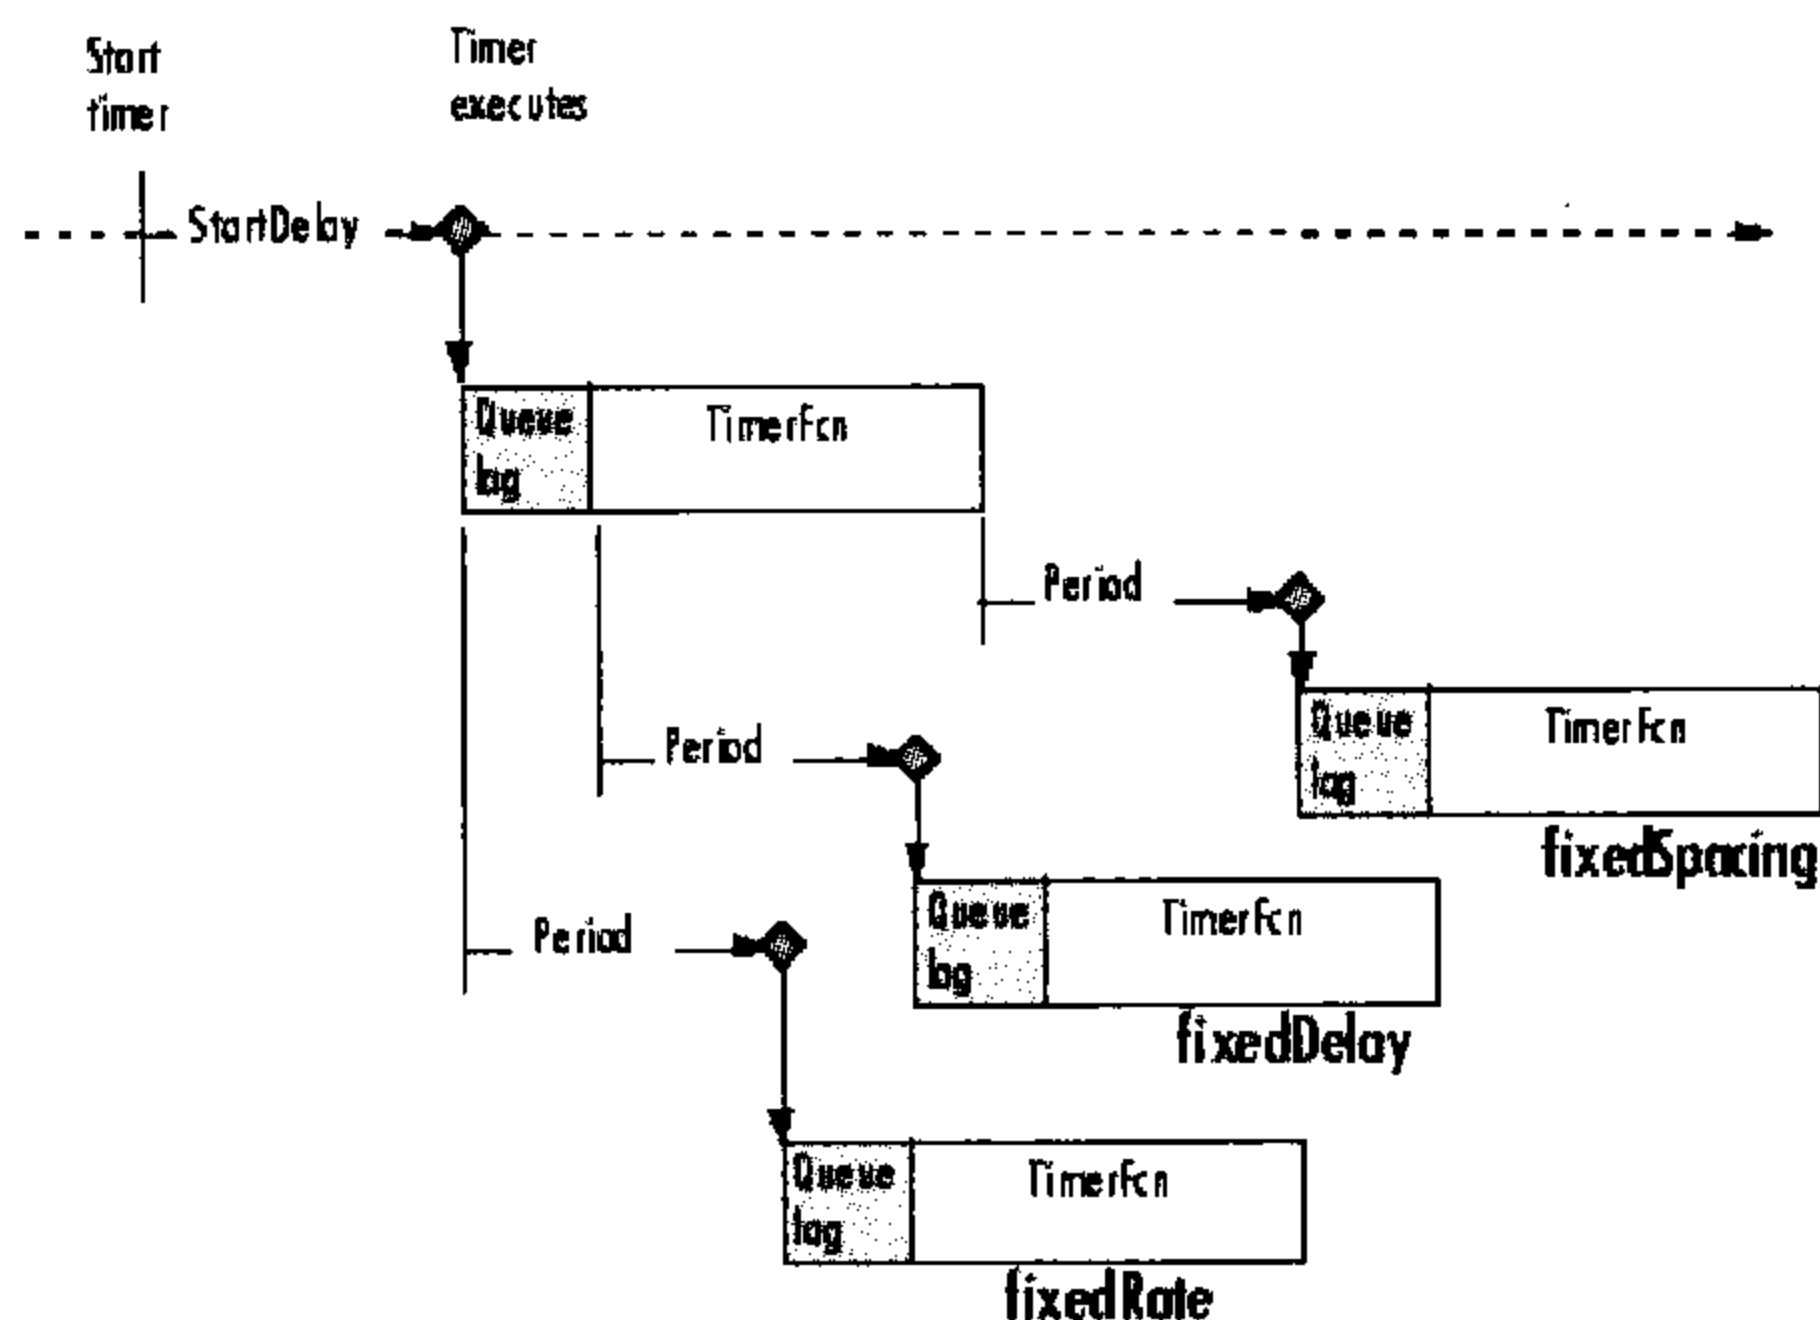 Start
timer
Timer
executes
StartDelay
Queue
lag
TimerFcn
Period
Queue
lag
TimerFcn
fixedSpacing
Period
Queue
lag
TimerFcn
fixedDelay
Period
Queue
lag
TimerFcn
fixedRate